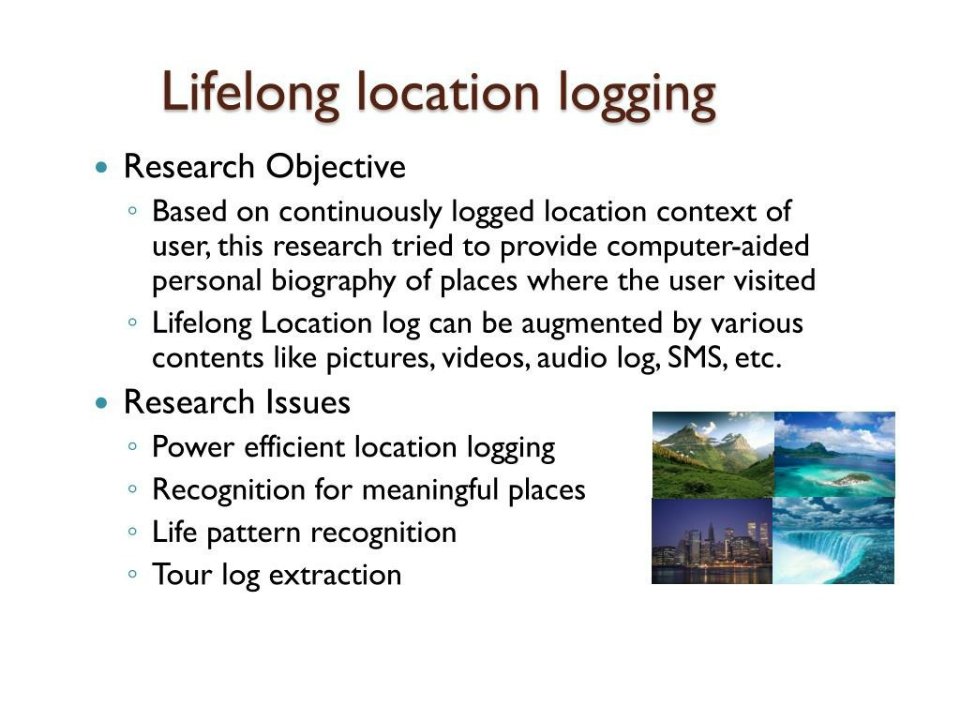 Lifelong location logging
• Research Objective
◦ Based on continuously logged location context of
user, this research tried to provide computer-aided
personal biography of places where the user visited
◦ Lifelong Location log can be augmented by various
contents like pictures, videos, audio log, SMS, etc.
• Research Issues
◦ Power efficient location logging
◦ Recognition for meaningful places
◦ Life pattern recognition
◦ Tour log extraction